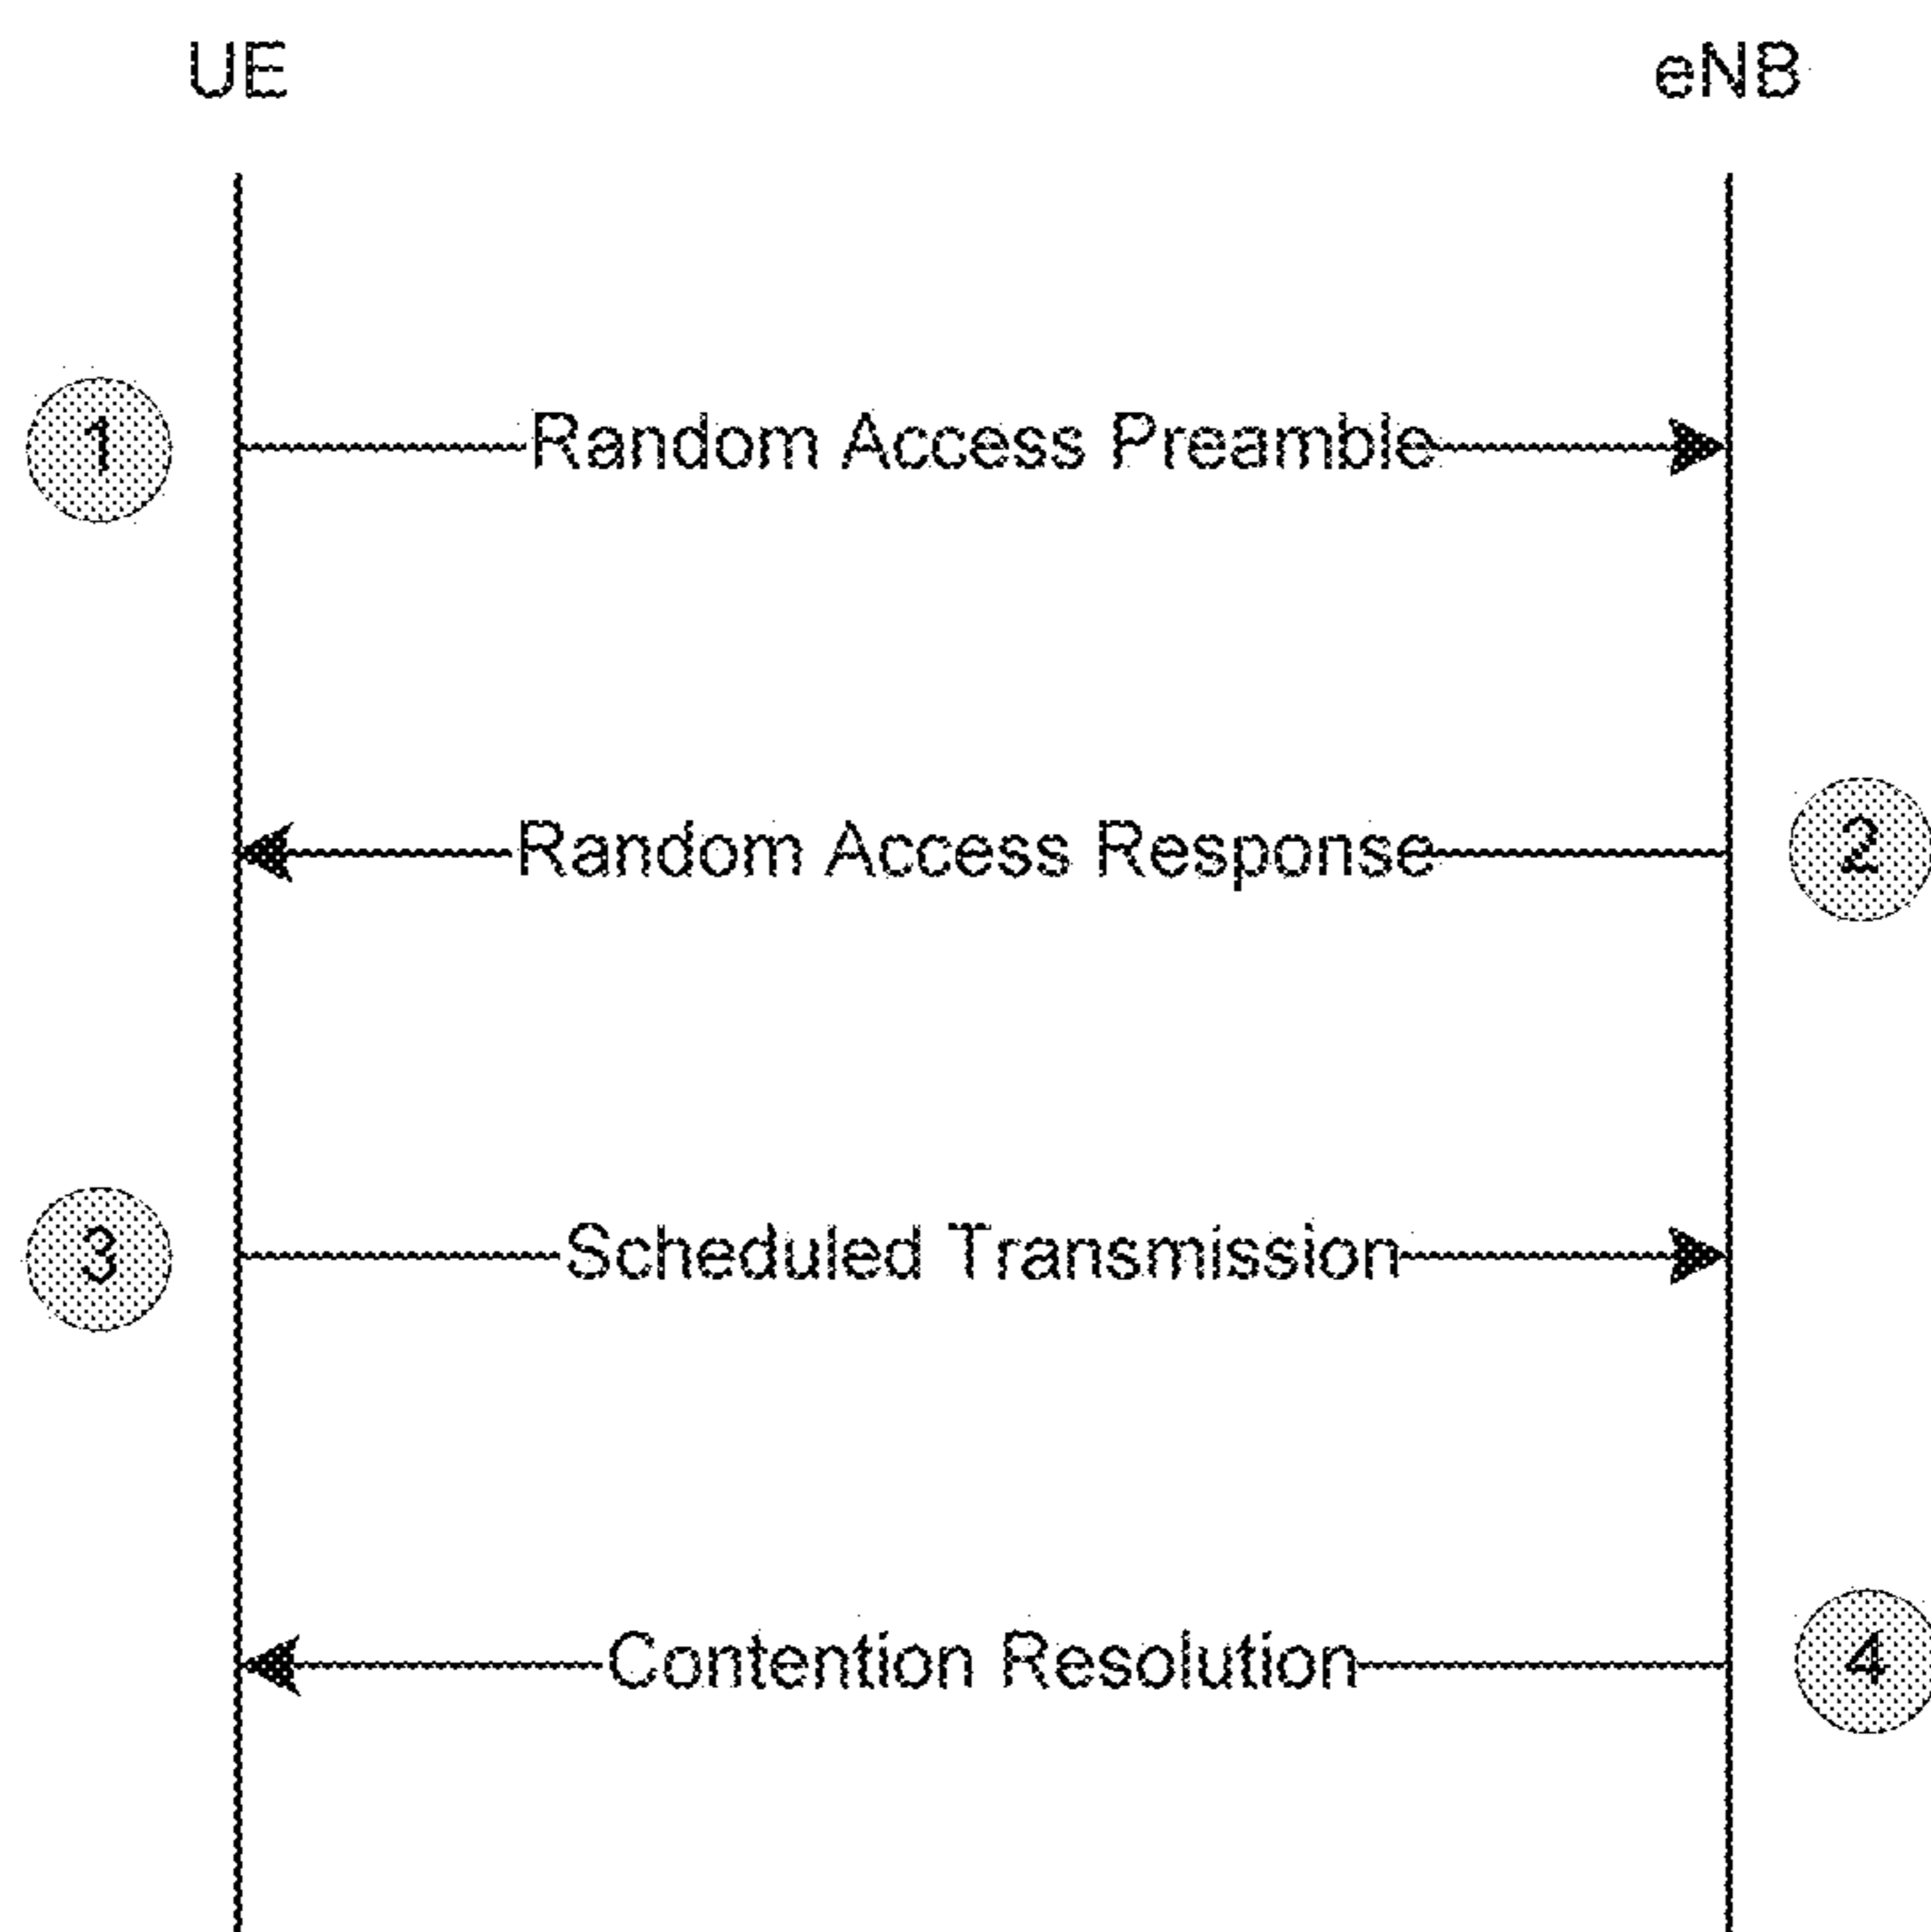 UE eNB
1 Random Access Preamble
Random Access Response 2
3 Scheduled Transmission
Contention Resolution 4